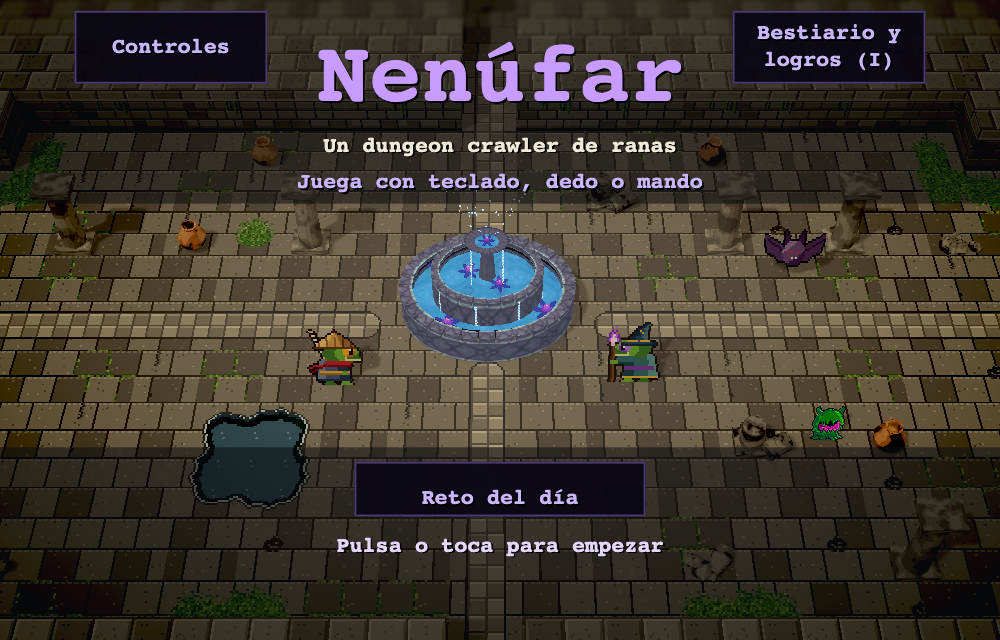 Controles
Nenúfar
Bestiario y
logros (I)
Un dungeon crawler de ranas
Juega con teclado, dedo o mando
Reto del día
Pulsa o toca para empezar